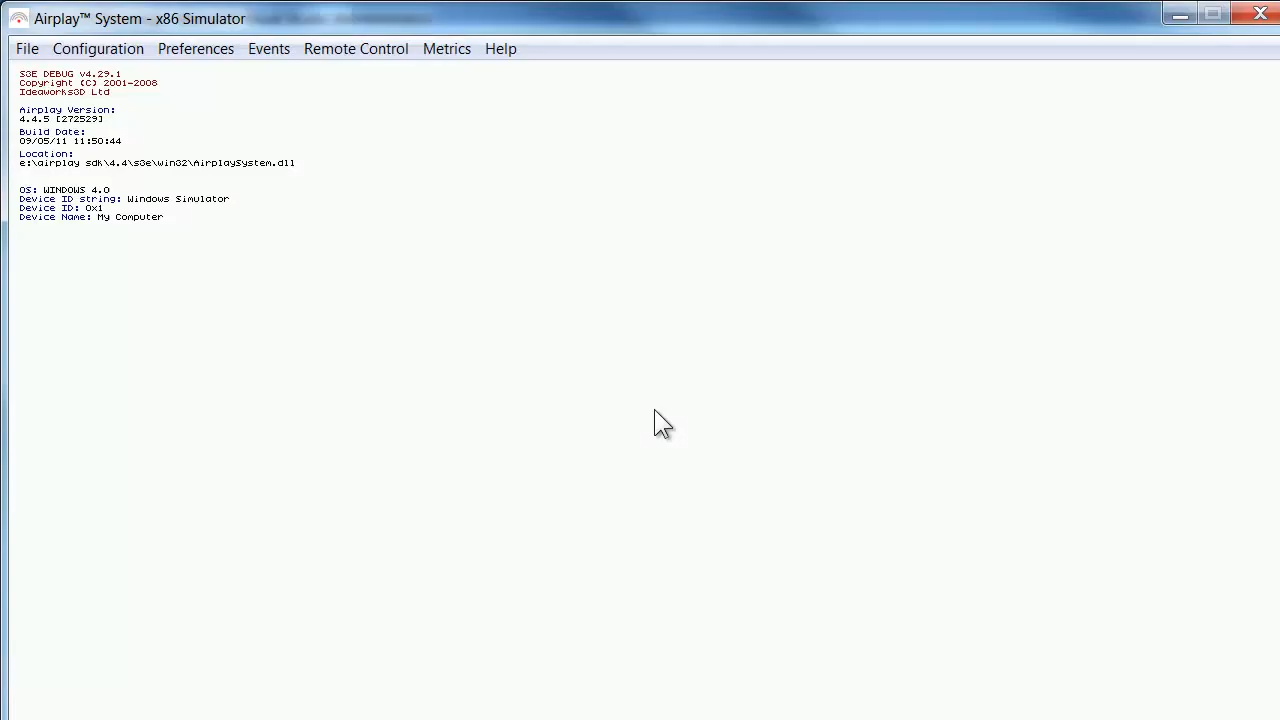 Airplay™ System - x86 Simulator
File Configuration Preferences Events Remote Control Metrics Help
S3E DEBUG v4.29.1
Copyright (C) 2001-2008
Ideaworks3D Ltd
Airplay Version:
4.4.5 [272529]
Build Date:
09/05/11 11:50:44
Location:
e:\airplay sdk\4.4\s3e\win32\AirplaySystem.dll
OS: WINDOWS 4.0
Device ID string: Windows Simulator
Device ID: 0x1
Device Name: My Computer